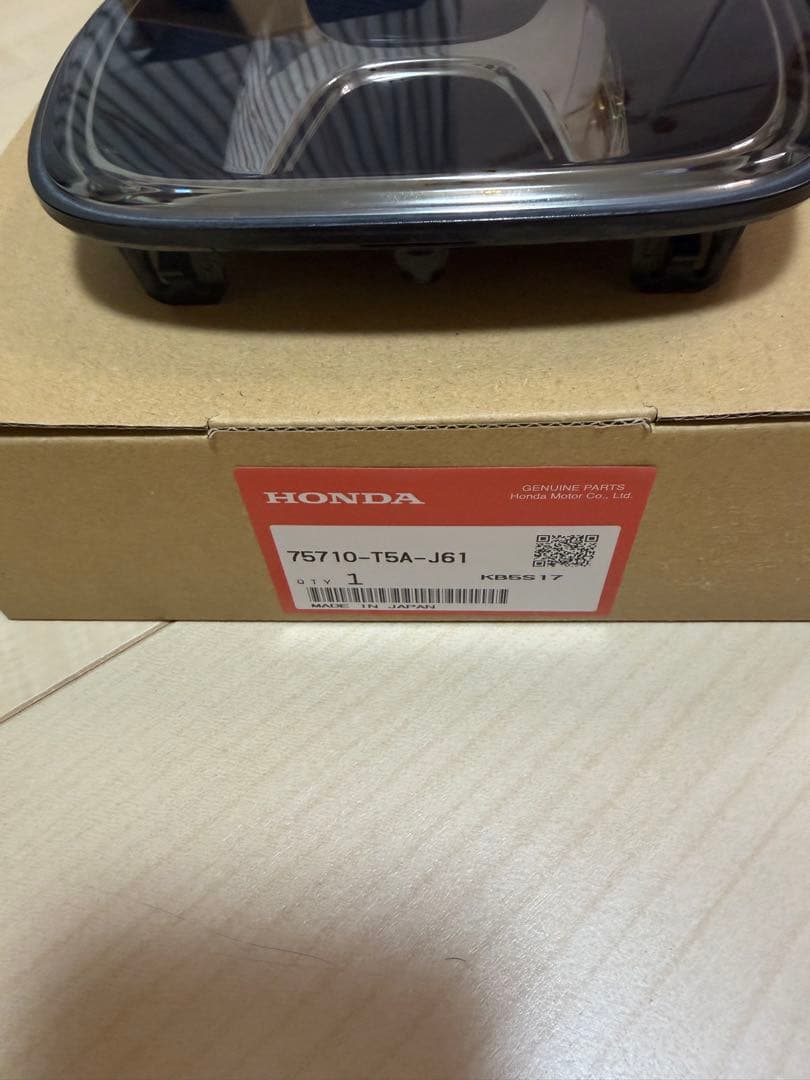 HONDA
GENUINE PARTS
Honda Motor Co., Ltd.
75710-T5A-J61
QTY 1
KB5S17
MADE IN JAPAN